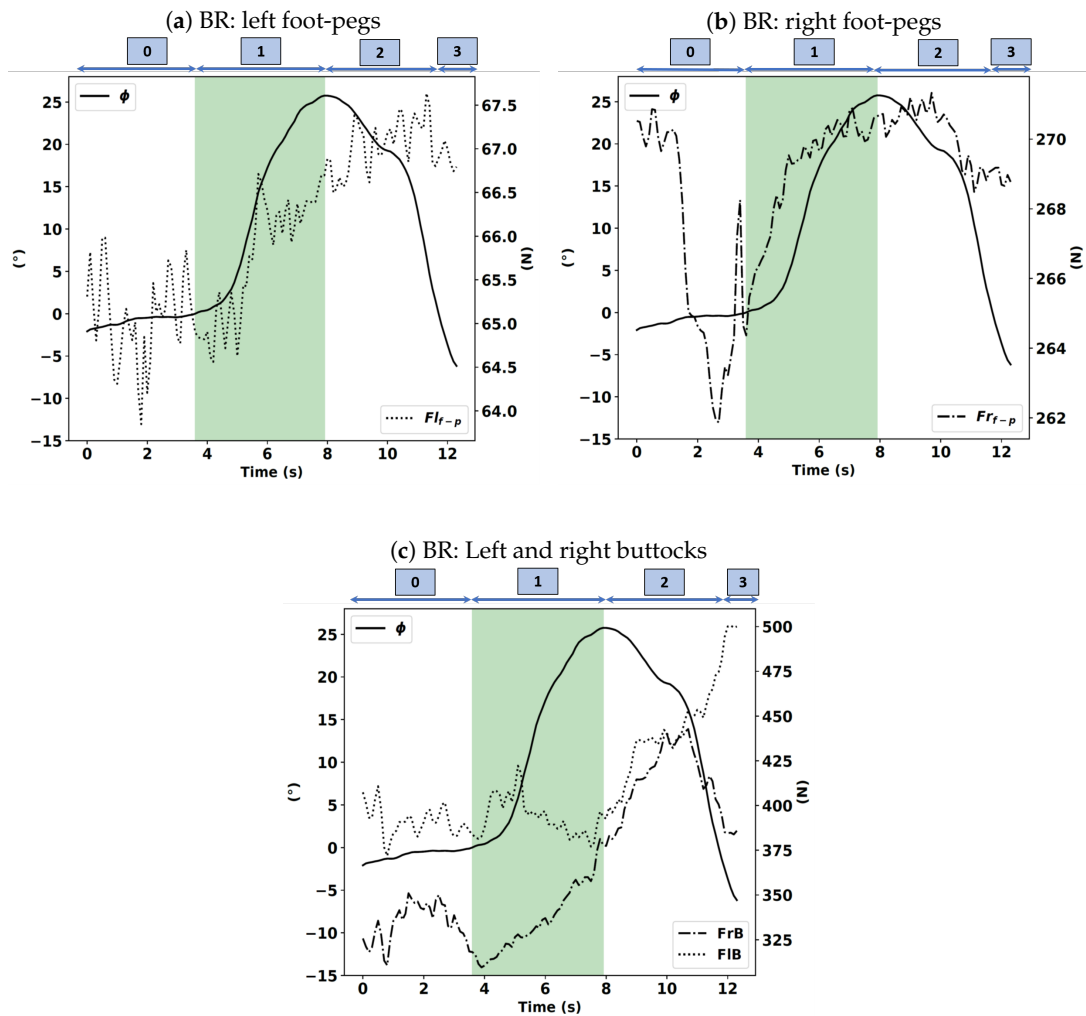 (a) BR: left foot-pegs
0 1 2 3
ϕ
25
20
15
10
5
0
−5
−10
−15
(°)
67.5
67.0
66.5
66.0
65.5
65.0
64.5
64.0
(N)
Fl_{f−p}
0 2 4 6 8 10 12
Time (s)
(b) BR: right foot-pegs
0 1 2 3
ϕ
25
20
15
10
5
0
−5
−10
−15
(°)
270
268
266
264
262
(N)
Fr_{f−p}
0 2 4 6 8 10 12
Time (s)
(c) BR: Left and right buttocks
0 1 2 3
ϕ
25
20
15
10
5
0
−5
−10
−15
(°)
500
475
450
425
400
375
350
325
(N)
FrB
FlB
0 2 4 6 8 10 12
Time (s)